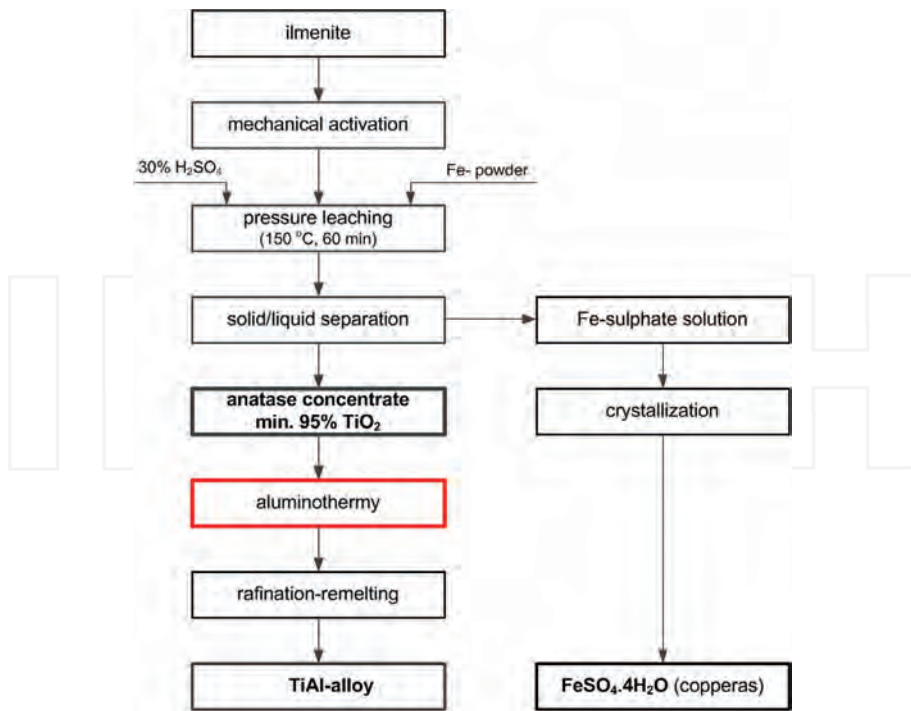 ilmenite
mechanical activation
30% H₂SO₄
Fe- powder
pressure leaching
(150 °C, 60 min)
solid/liquid separation
Fe-sulphate solution
anatase concentrate
min. 95% TiO₂
crystallization
aluminothermy
rafination-remelting
TiAl-alloy
FeSO₄.4H₂O (copperas)